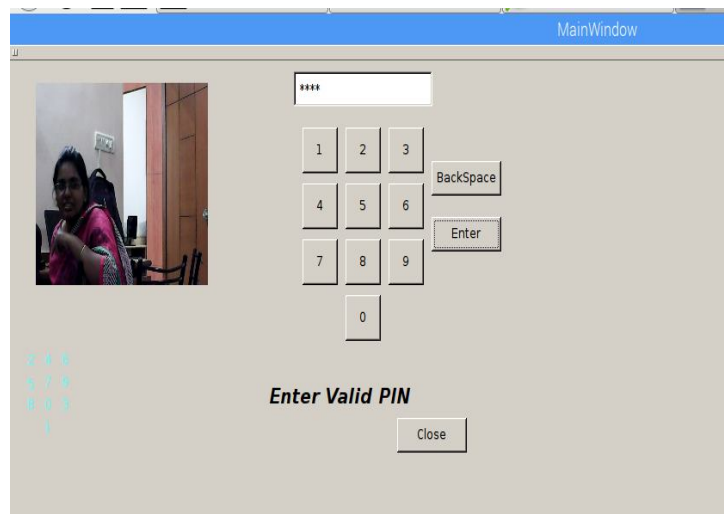 MainWindow
****
1 2 3
BackSpace
4 5 6
Enter
7 8 9
0
Enter Valid PIN
Close